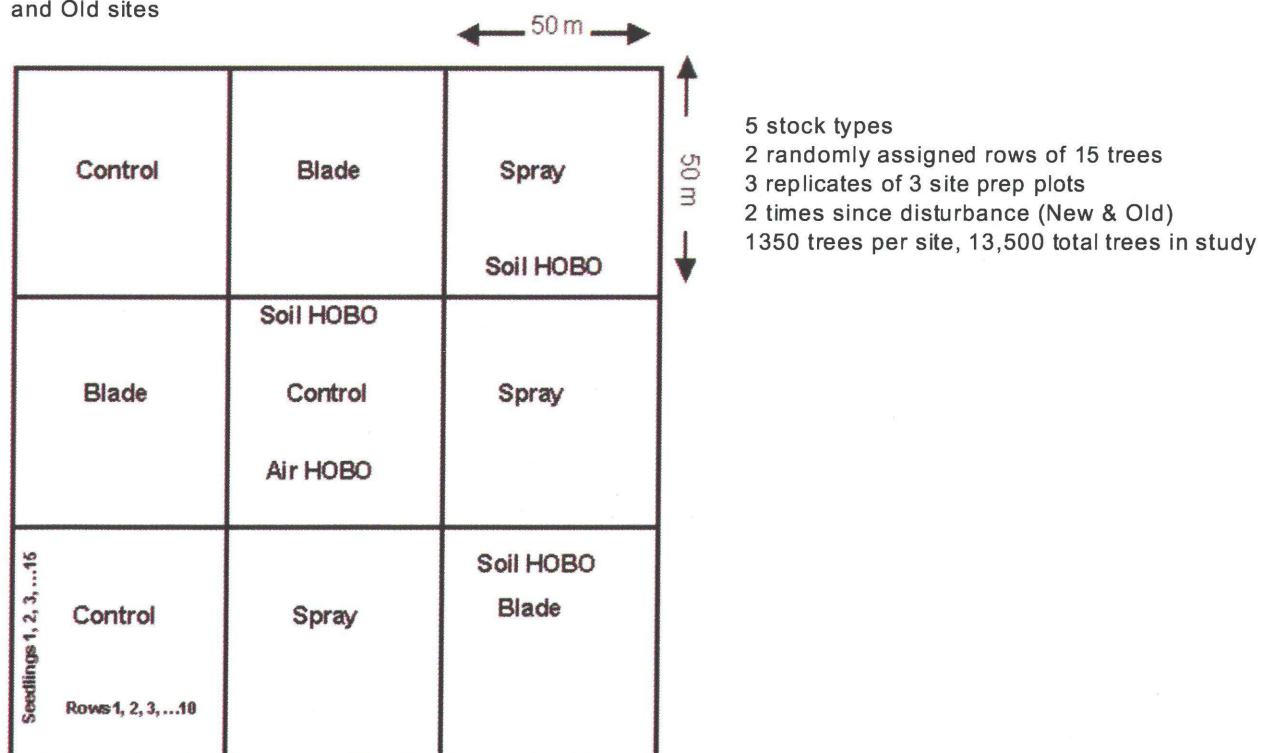 and Old sites
50 m
50 m
5 stock types
2 randomly assigned rows of 15 trees
3 replicates of 3 site prep plots
2 times since disturbance (New & Old)
1350 trees per site, 13,500 total trees in study
Control
Blade
Spray
Soil HOBO
Soil HOBO
Blade
Control
Spray
Air HOBO
Seedlings 1, 2, 3, ...15
Control
Spray
Soil HOBO
Blade
Rows 1, 2, 3, ...10